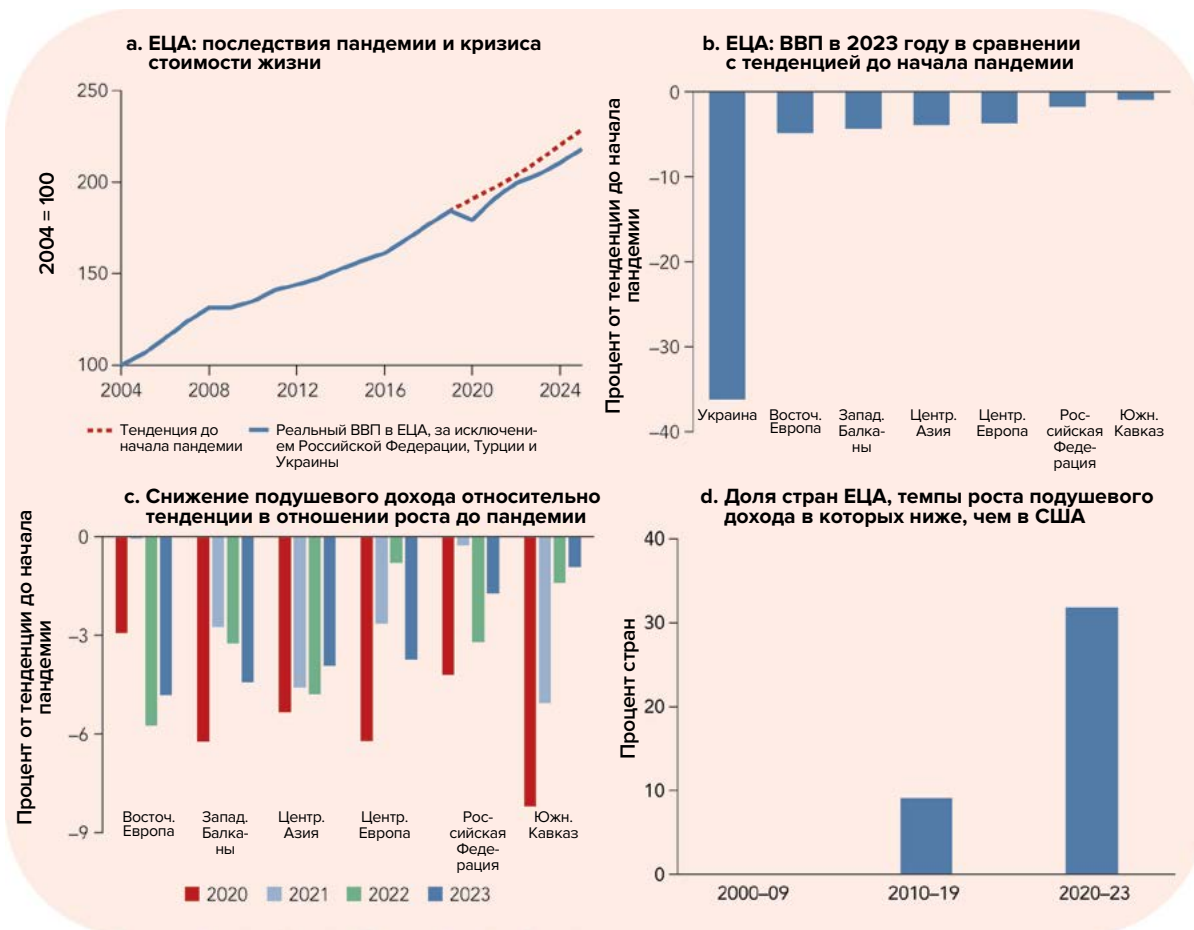 a. ЕЦА: последствия пандемии и кризиса
стоимости жизни
250
200
150
100
2004 = 100
2004 2008 2012 2016 2020 2024
Тенденция до
начала пандемии
Реальный ВВП в ЕЦА, за исключени-
ем Российской Федерации, Турции и
Украины
b. ЕЦА: ВВП в 2023 году в сравнении
с тенденцией до начала пандемии
0
–10
–20
–30
–40
Процент от тенденции до начала
пандемии
Украина
Восточ.
Европа
Запад.
Балка-
ны
Центр.
Азия
Центр.
Европа
Рос-
сийская
Феде-
рация
Южн.
Кавказ
c. Снижение подушевого дохода относительно
тенденции в отношении роста до пандемии
0
–3
–6
–9
Процент от тенденции до начала
пандемии
Восточ.
Европа
Запад.
Балка-
ны
Центр.
Азия
Центр.
Европа
Рос-
сийская
Феде-
рация
Южн.
Кавказ
2020 2021 2022 2023
d. Доля стран ЕЦА, темпы роста подушевого
дохода в которых ниже, чем в США
40
30
20
10
0
Процент стран
2000–09 2010–19 2020–23